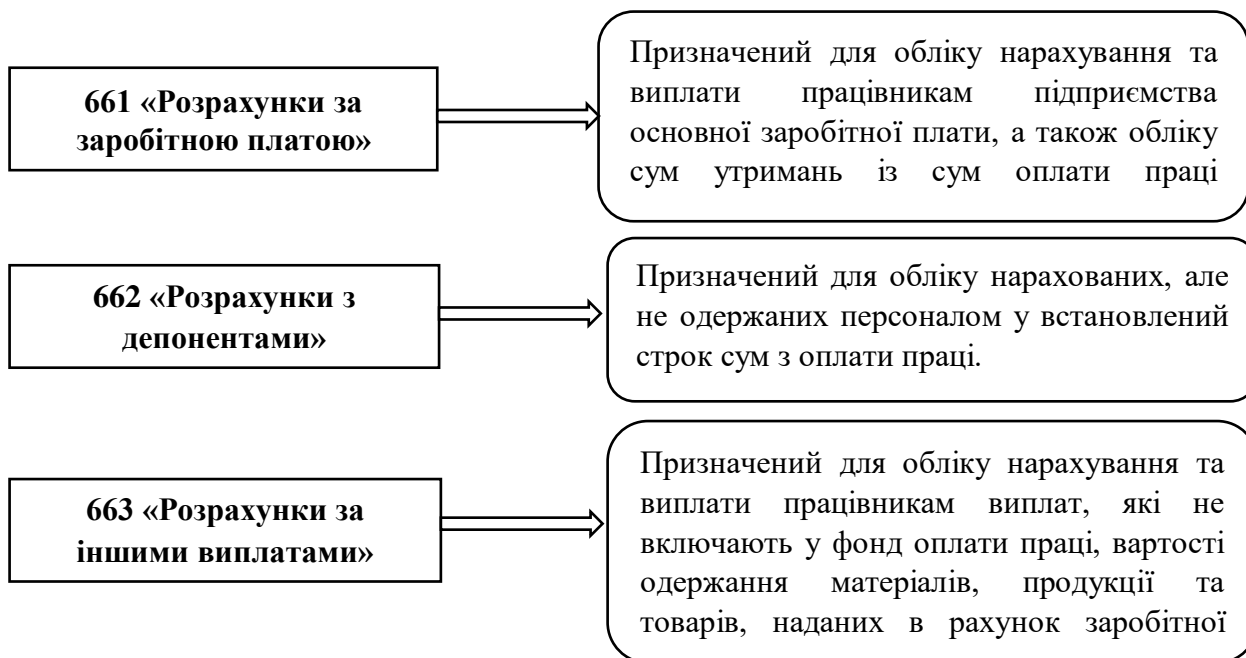 661 «Розрахунки за
заробітною платою»
Призначений для обліку нарахування та
виплати працівникам підприємства
основної заробітної плати, а також обліку
сум утримань із сум оплати праці
662 «Розрахунки з
депонентами»
Призначений для обліку нарахованих, але
не одержаних персоналом у встановлений
строк сум з оплати праці.
663 «Розрахунки за
іншими виплатами»
Призначений для обліку нарахування та
виплати працівникам виплат, які не
включають у фонд оплати праці, вартості
одержання матеріалів, продукції та
товарів, наданих в рахунок заробітної